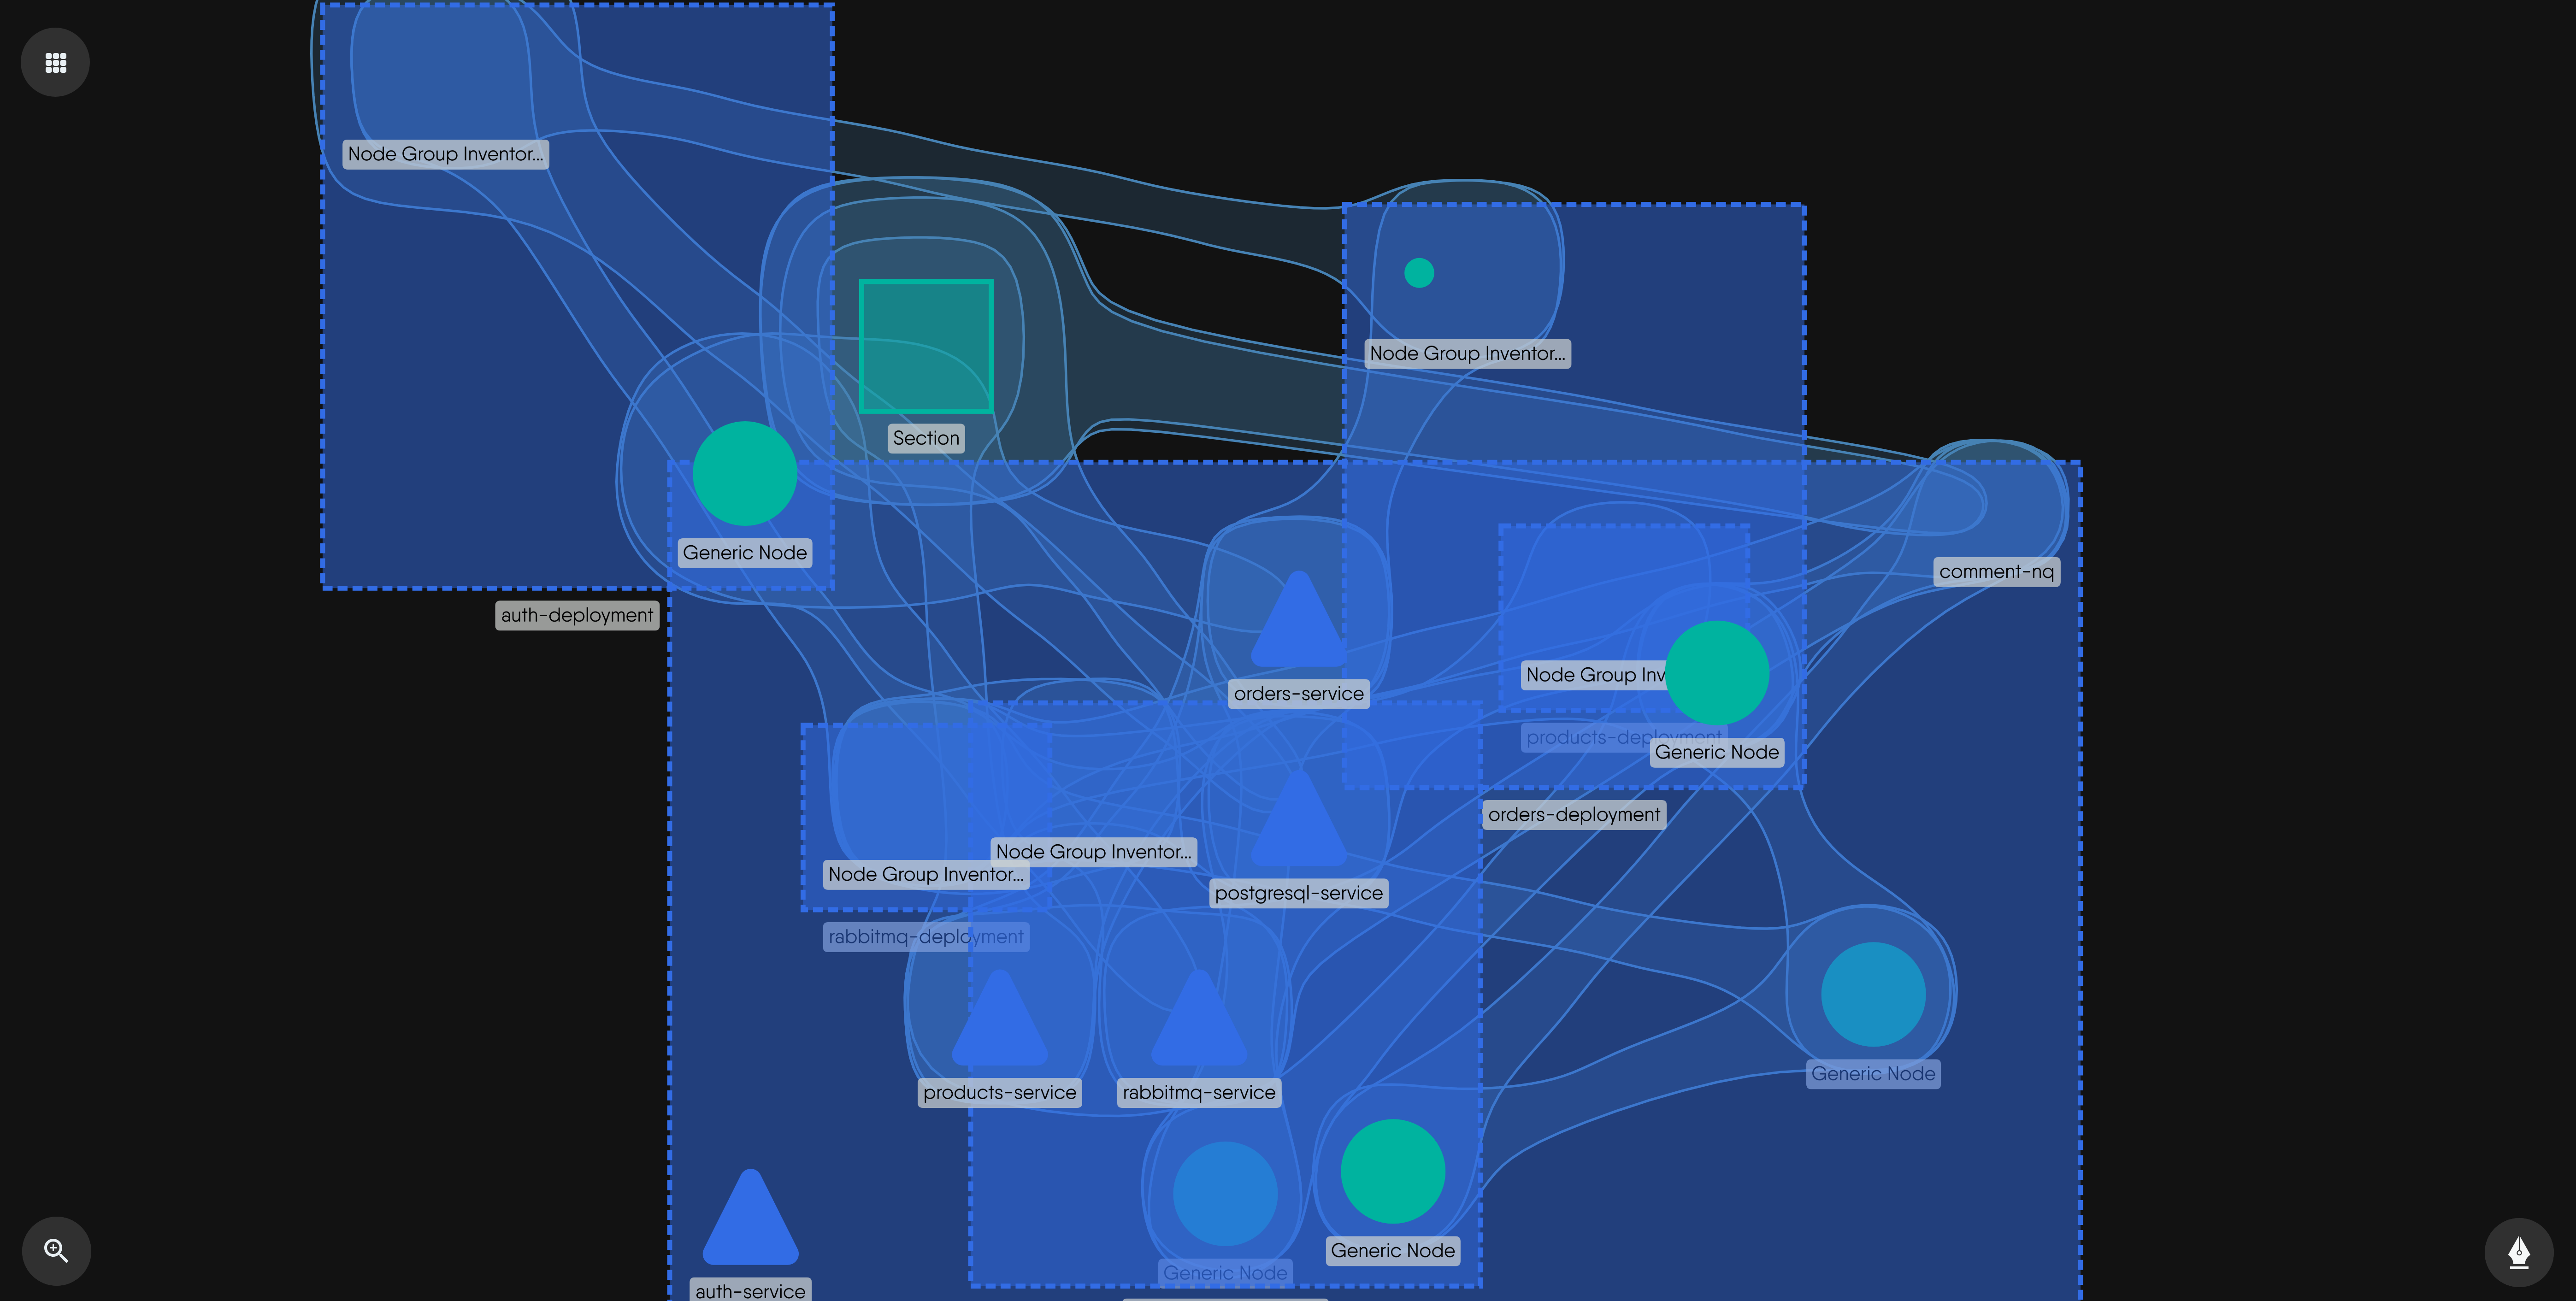 Node Group Inventor...
Node Group Inventor...
Section
Generic Node
comment-nq
auth-deployment
Node Group Inv
orders-service
products-deployment
Generic Node
orders-deployment
Node Group Inventor...
Node Group Inventor...
postgresql-service
rabbitmq-deployment
Generic Node
products-service
rabbitmq-service
Generic Node
Generic Node
auth-service